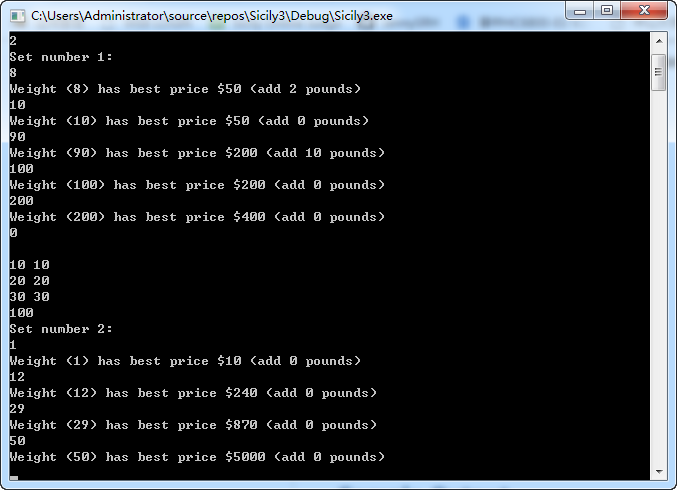 C:\Users\Administrator\source\repos\Sicily3\Debug\Sicily3.exe
2
Set number 1:
8
Weight (8) has best price $50 (add 2 pounds)
10
Weight (10) has best price $50 (add 0 pounds)
90
Weight (90) has best price $200 (add 10 pounds)
100
Weight (100) has best price $200 (add 0 pounds)
200
Weight (200) has best price $400 (add 0 pounds)
0
10 10
20 20
30 30
100
Set number 2:
1
Weight (1) has best price $10 (add 0 pounds)
12
Weight (12) has best price $240 (add 0 pounds)
29
Weight (29) has best price $870 (add 0 pounds)
50
Weight (50) has best price $5000 (add 0 pounds)